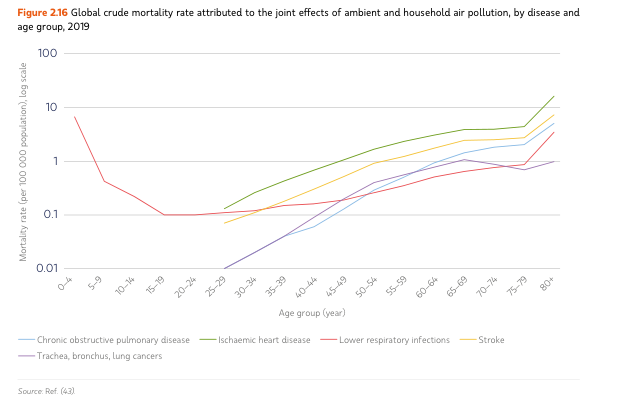 Figure 2.16 Global crude mortality rate attributed to the joint effects of ambient and household air pollution, by disease and
age group, 2019
Mortality rate (per 100 000 population), log scale
100
10
1
0.1
0.01
0–4
5–9
10–14
15–19
20–24
25–29
30–34
35–39
40–44
45–49
50–54
55–59
60–64
65–69
70–74
75–79
80+
Age group (year)
Chronic obstructive pulmonary disease
Ischaemic heart disease
Lower respiratory infections
Stroke
Trachea, bronchus, lung cancers
Source: Ref. (43).